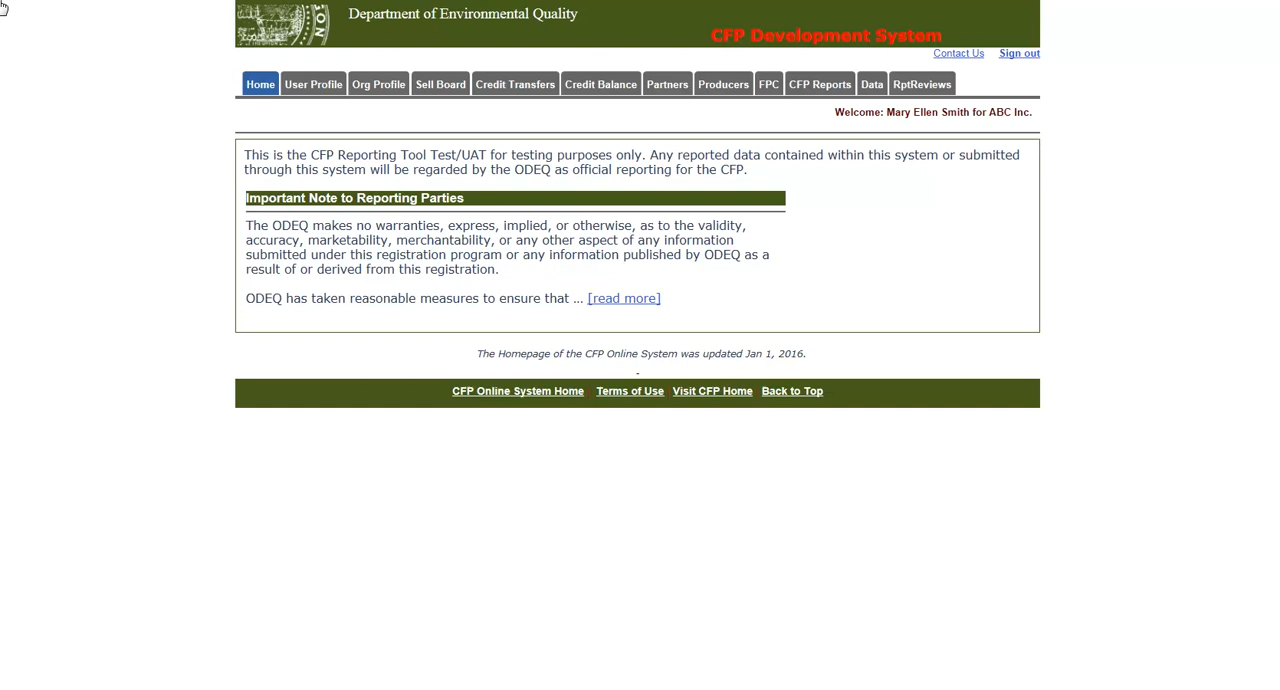 Department of Environmental Quality
CFP Development System
Contact Us Sign out
Home User Profile Org Profile Sell Board Credit Transfers Credit Balance Partners Producers FPC CFP Reports Data RptReviews
Welcome: Mary Ellen Smith for ABC Inc.
This is the CFP Reporting Tool Test/UAT for testing purposes only. Any reported data contained within this system or submitted
through this system will be regarded by the ODEQ as official reporting for the CFP.
Important Note to Reporting Parties
The ODEQ makes no warranties, express, implied, or otherwise, as to the validity,
accuracy, marketability, merchantability, or any other aspect of any information
submitted under this registration program or any information published by ODEQ as a
result of or derived from this registration.
ODEQ has taken reasonable measures to ensure that ... [read more]
The Homepage of the CFP Online System was updated Jan 1, 2016.
-
CFP Online System Home Terms of Use Visit CFP Home Back to Top